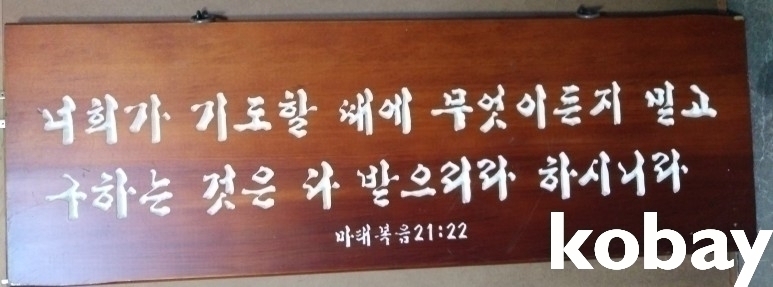 너희가 기도할 때에 무엇이든지 믿고
구하는 것은 다 받으리라 하시니라
마태복음21:22
kobay